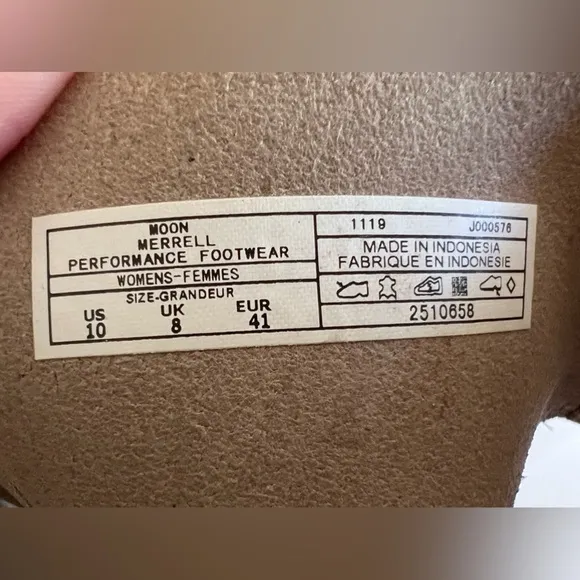 MOON
MERRELL
PERFORMANCE FOOTWEAR
WOMENS-FEMMES
SIZE-GRANDEUR
US UK EUR
10 8 41
1119 J000576
MADE IN INDONESIA
FABRIQUE EN INDONESIE
2510658